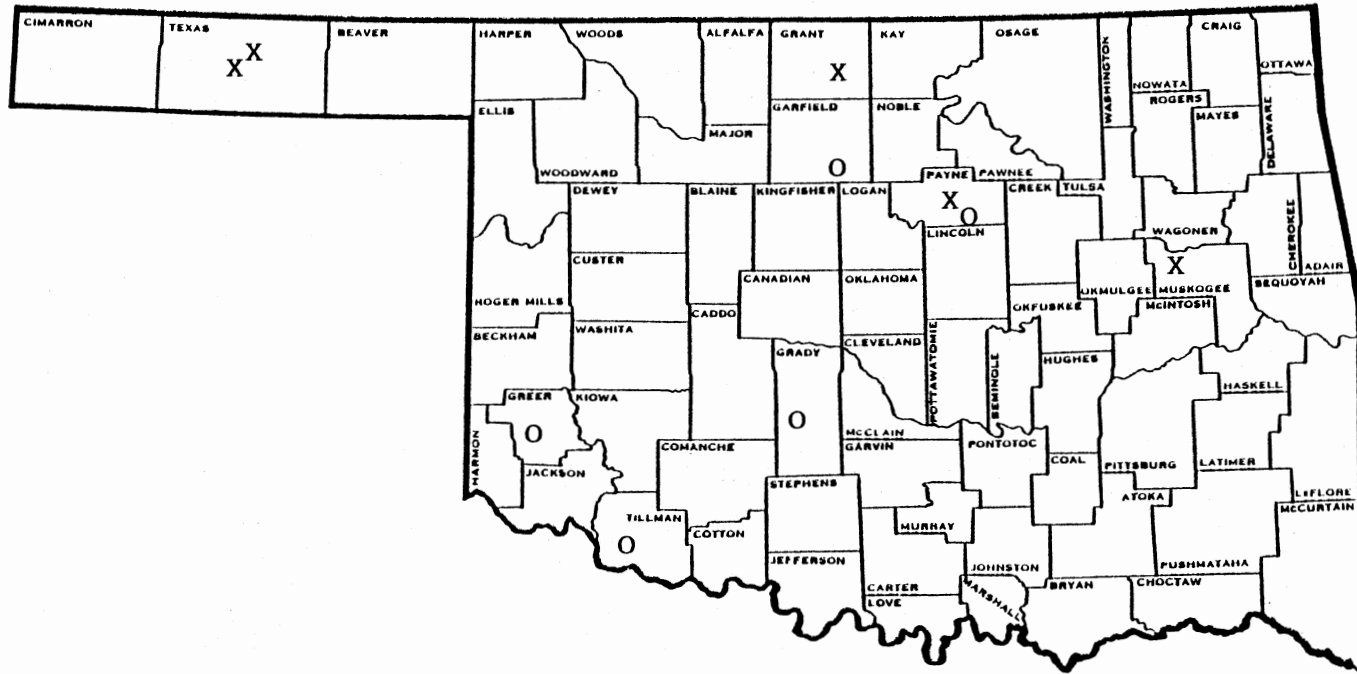 CIMARRON
TEXAS
BEAVER
HARPER
WOODS
ALFALFA
GRANT
KAY
OSAGE
WASHINGTON
CRAIG
X X
X
NOWATA
OTTAWA
ROGERS
ELLIS
MAJOR
GARFIELD
NOBLE
MAYES
DELAWARE
WOODWARD
O
PAYNE
PAWNEE
DEWEY
BLAINE
KINGFISHER
LOGAN
CREEK
TULSA
X O
LINCOLN
WAGONER
CHEROKEE
CUSTER
X
CANADIAN
OKLAHOMA
OKMULGEE
MUSKOGEE
ADAIR
SEQUOYAH
ROGER MILLS
CADDO
OKFUSKEE
McINTOSH
BECKHAM
WASHITA
GRADY
CLEVELAND
POTTAWATOMIE
SEMINOLE
HUGHES
HASKELL
GREER
KIOWA
O
O
HARMON
McCLAIN
COMANCHE
GARVIN
PONTOTOC
COAL
PITTSBURG
LATIMER
JACKSON
STEPHENS
ATOKA
LeFLORE
McCURTAIN
TILLMAN
COTTON
MURRAY
O
JEFFERSON
JOHNSTON
PUSHMATAHA
CARTER
MARSHALL
BRYAN
CHOCTAW
LOVE